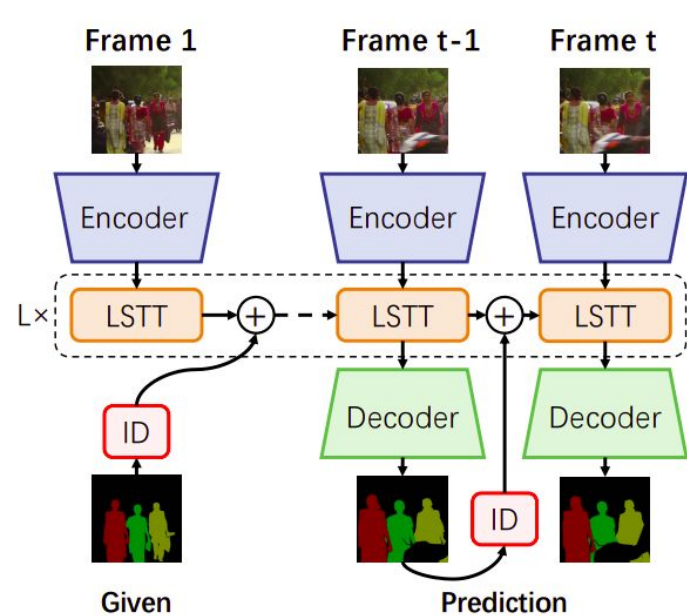 Frame 1
Frame t-1
Frame t
Encoder
Encoder
Encoder
L×
LSTT
+
LSTT
+
LSTT
ID
Decoder
Decoder
ID
Given
Prediction